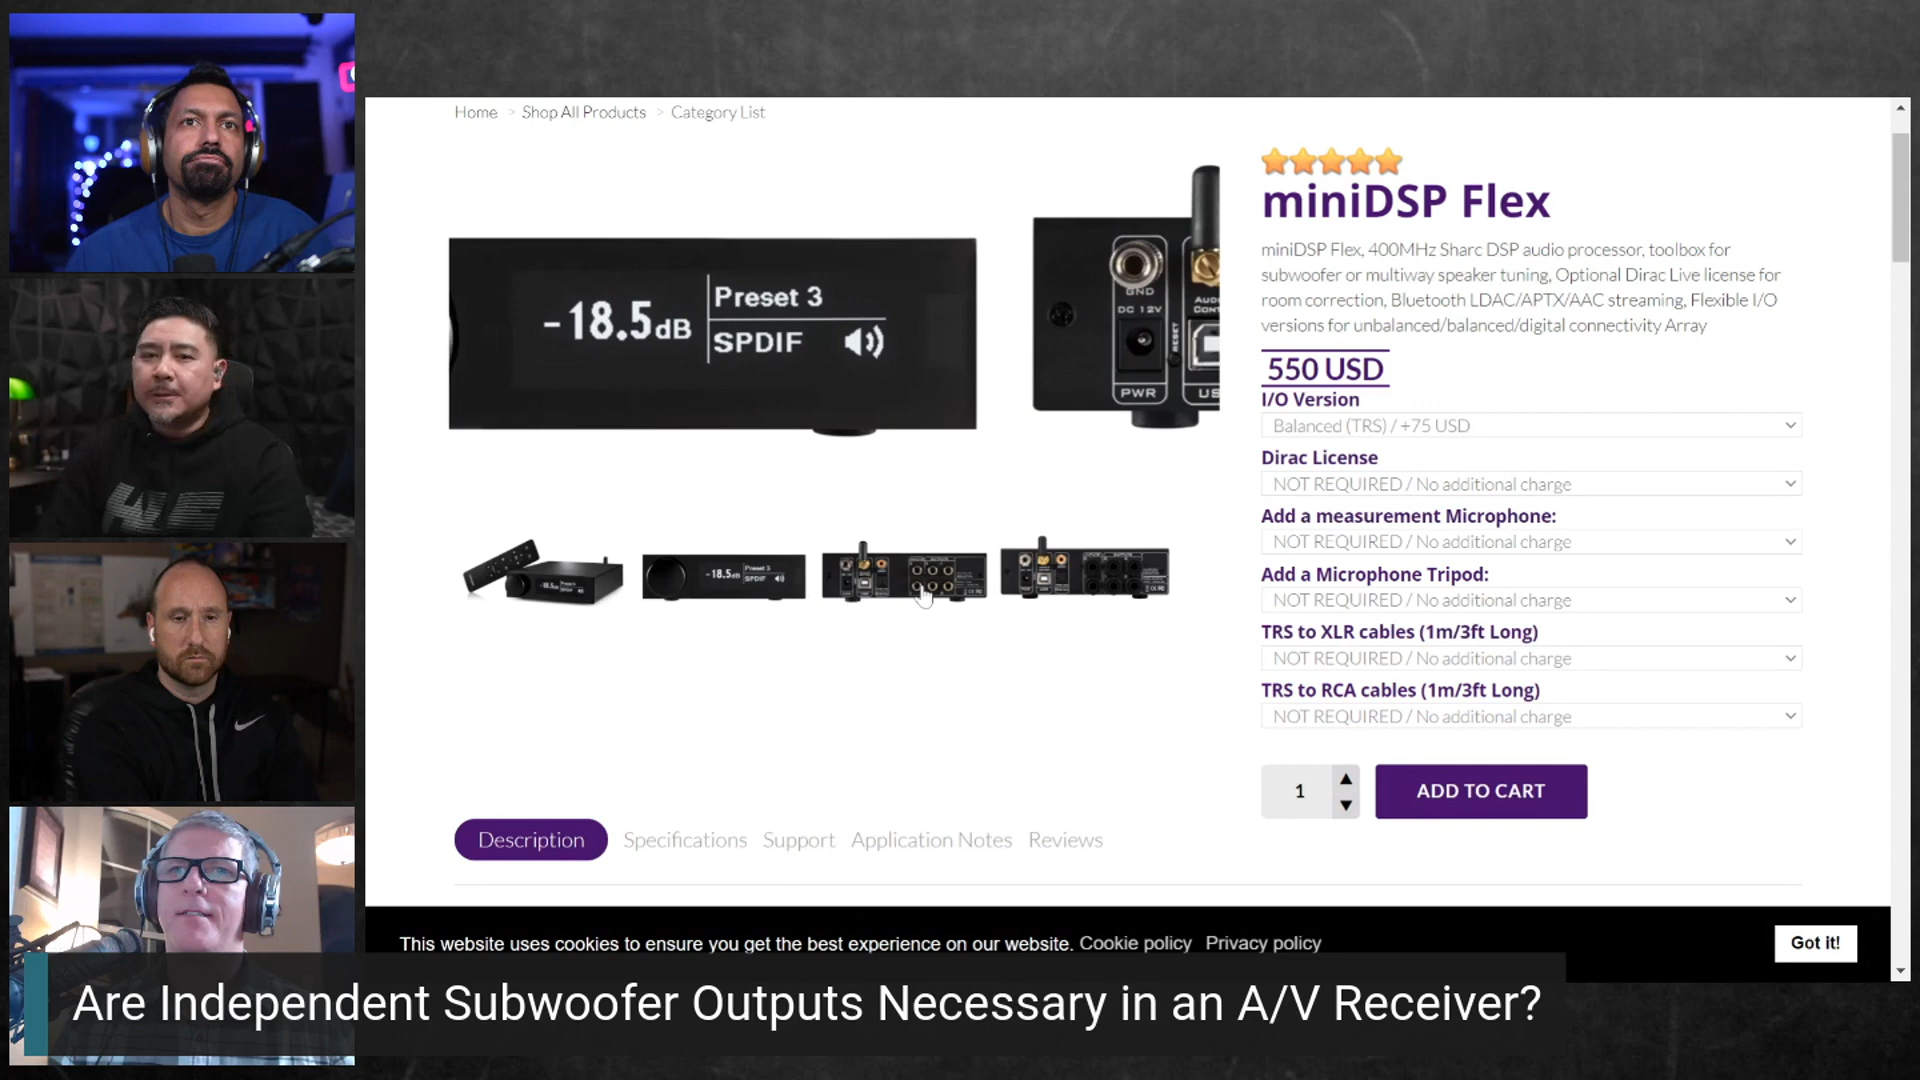 Home > Shop All Products > Category List
-18.5dB
Preset 3
SPDIF
GND
DC 12V
RESET
PWR
miniDSP Flex
miniDSP Flex, 400MHz Sharc DSP audio processor, toolbox for
subwoofer or multiway speaker tuning, Optional Dirac Live license for
room correction, Bluetooth LDAC/APTX/AAC streaming, Flexible I/O
versions for unbalanced/balanced/digital connectivity Array
550 USD
I/O Version
Balanced (TRS) / +75 USD
Dirac License
NOT REQUIRED / No additional charge
Add a measurement Microphone:
NOT REQUIRED / No additional charge
Add a Microphone Tripod:
NOT REQUIRED / No additional charge
TRS to XLR cables (1m/3ft Long)
NOT REQUIRED / No additional charge
TRS to RCA cables (1m/3ft Long)
NOT REQUIRED / No additional charge
-18.5dB
Preset 3
SPDIF
1
ADD TO CART
Description Specifications Support Application Notes Reviews
This website uses cookies to ensure you get the best experience on our website. Cookie policy Privacy policy
Got it!
Are Independent Subwoofer Outputs Necessary in an A/V Receiver?